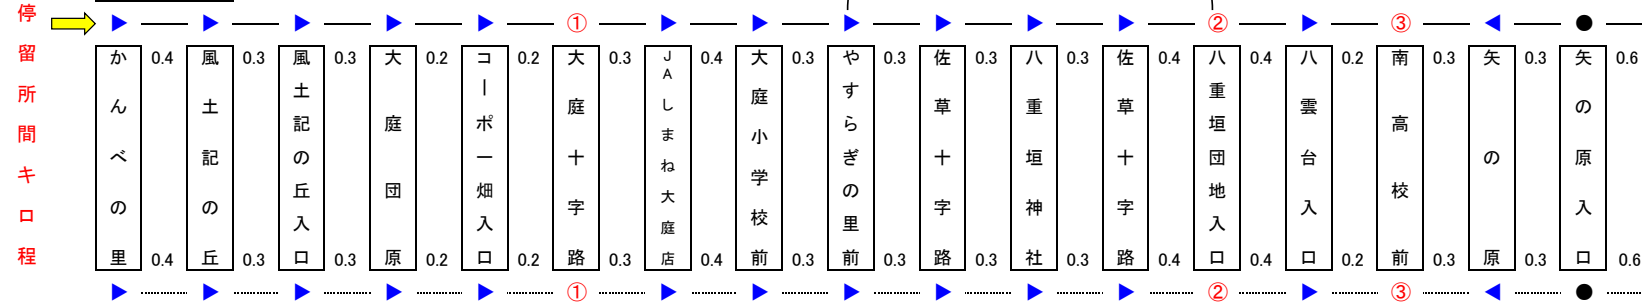 停留所間キロ程
① ② ③
かんべの里
0.4
風土記の丘
0.3
風土記の丘入口
0.3
大庭団原
0.2
コーポ一畑入口
0.2
大庭十字路
0.3
JAしまね大庭店
0.4
大庭小学校前
0.3
やすらぎの里前
0.3
佐草十字路
0.3
八重垣神社
0.3
佐草十字路
0.4
八重垣団地入口
0.4
八雲台入口
0.2
南高校前
0.3
矢の原
0.3
矢の原入口
0.6
0.4 0.3 0.3 0.2 0.2 0.3 0.4 0.3 0.3 0.3 0.3 0.4 0.4 0.2 0.3 0.3 0.6
① ② ③